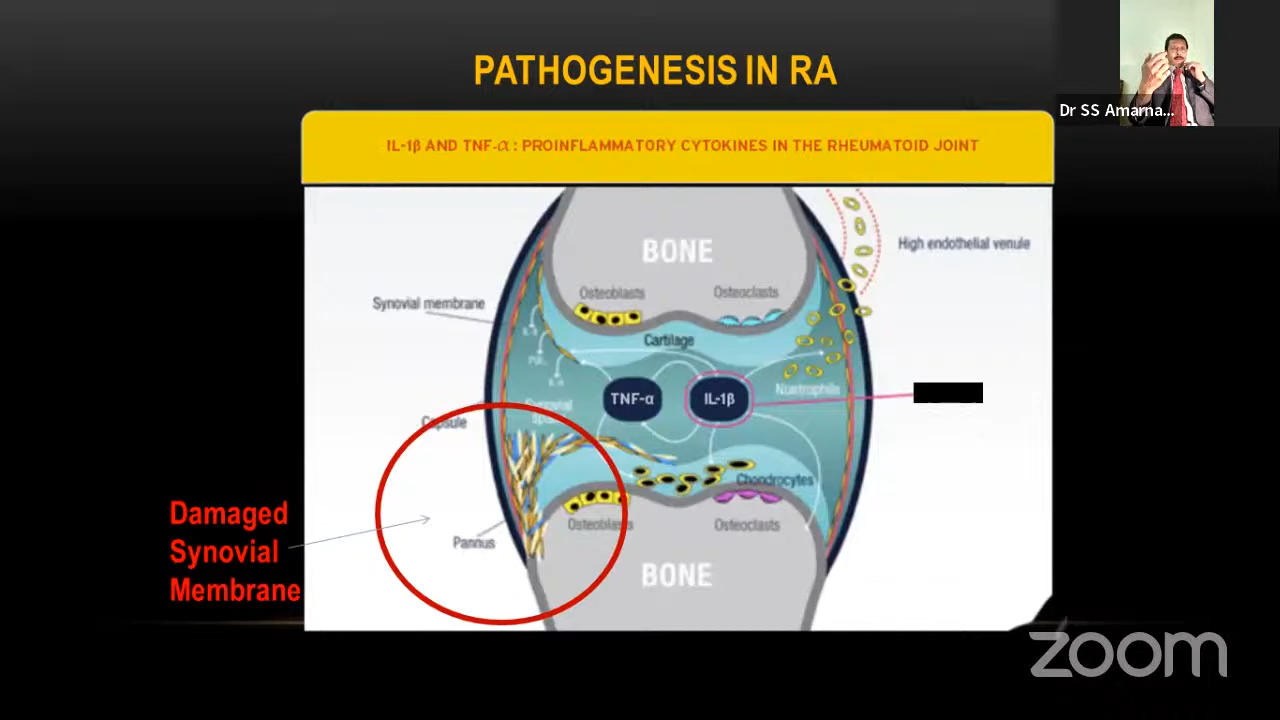 PATHOGENESIS IN RA
Dr SS Amarna...
IL-1β AND TNF-α : PROINFLAMMATORY CYTOKINES IN THE RHEUMATOID JOINT
BONE
High endothelial venule
Osteoblasts
Osteoclasts
Synovial membrane
Cartilage
Nuetrophils
TNF-α
IL-1β
Synovial
Capsule
Chondrocytes
Osteoblasts
Osteoclasts
Pannus
BONE
Damaged
Synovial
Membrane
zoom